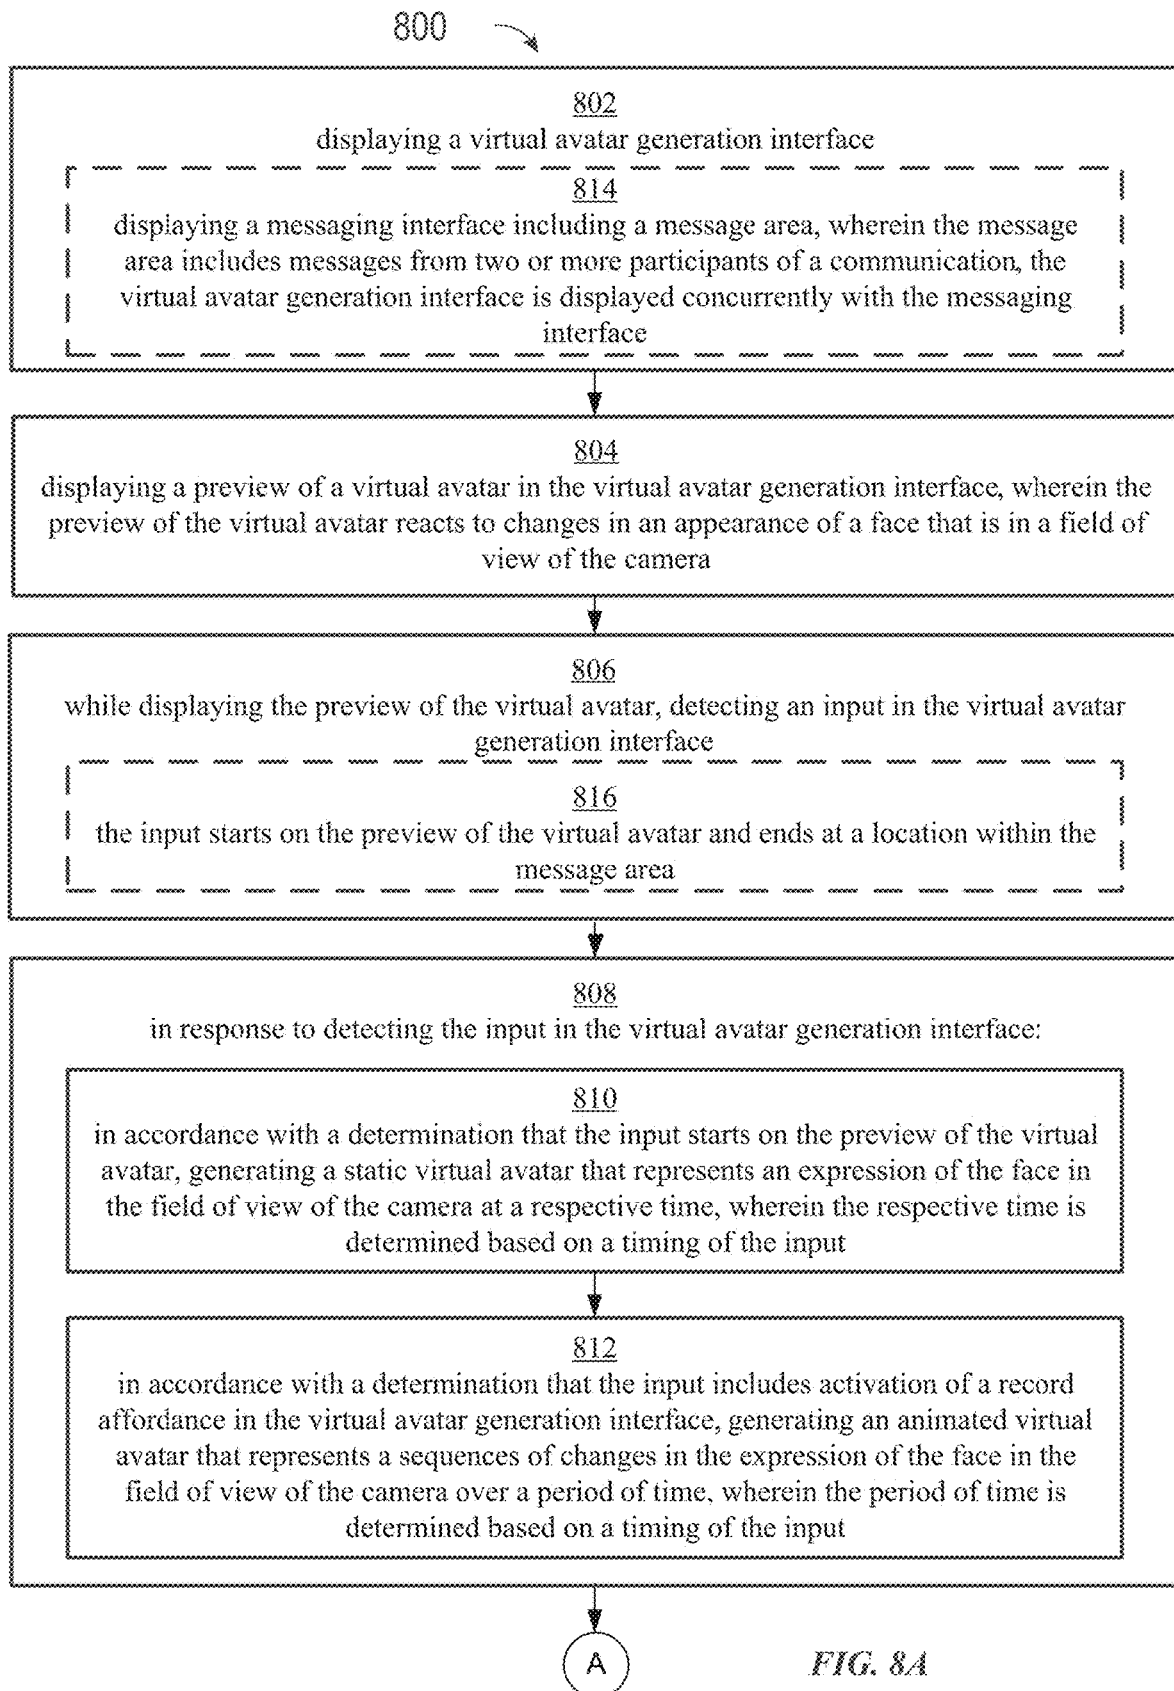 800
802
displaying a virtual avatar generation interface
814
displaying a messaging interface including a message area, wherein the message
area includes messages from two or more participants of a communication, the
virtual avatar generation interface is displayed concurrently with the messaging
interface
804
displaying a preview of a virtual avatar in the virtual avatar generation interface, wherein the
preview of the virtual avatar reacts to changes in an appearance of a face that is in a field of
view of the camera
806
while displaying the preview of the virtual avatar, detecting an input in the virtual avatar
generation interface
816
the input starts on the preview of the virtual avatar and ends at a location within the
message area
808
in response to detecting the input in the virtual avatar generation interface:
810
in accordance with a determination that the input starts on the preview of the virtual
avatar, generating a static virtual avatar that represents an expression of the face in
the field of view of the camera at a respective time, wherein the respective time is
determined based on a timing of the input
812
in accordance with a determination that the input includes activation of a record
affordance in the virtual avatar generation interface, generating an animated virtual
avatar that represents a sequences of changes in the expression of the face in the
field of view of the camera over a period of time, wherein the period of time is
determined based on a timing of the input
A
FIG. 8A